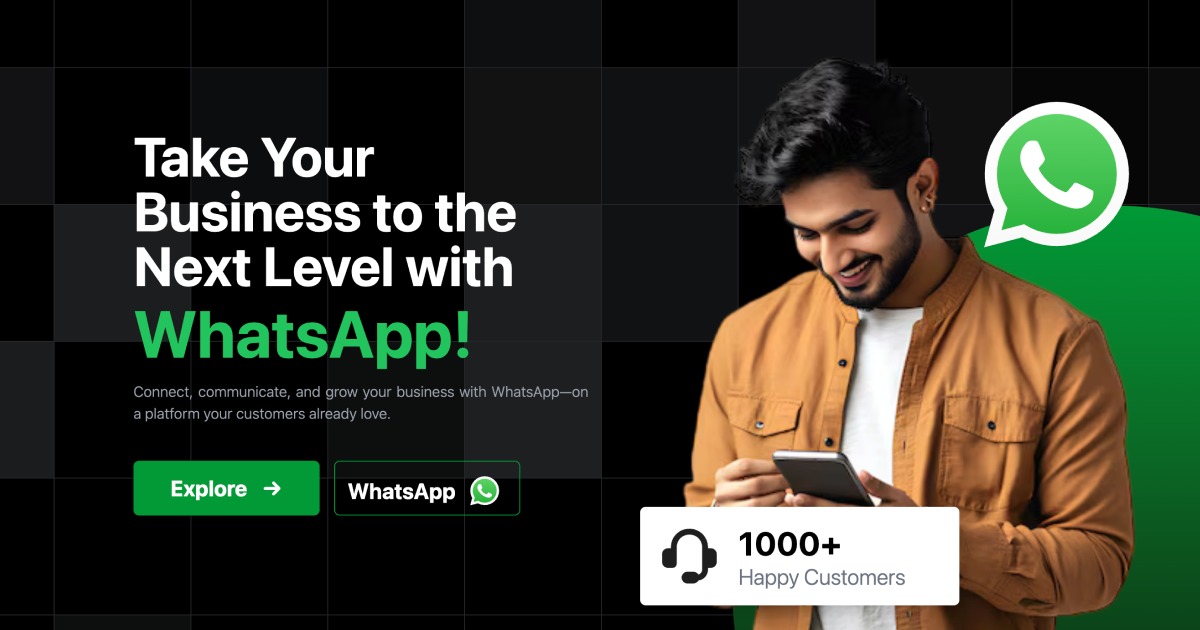 Take Your
Business to the
Next Level with
WhatsApp!
Connect, communicate, and grow your business with WhatsApp—on
a platform your customers already love.
Explore
WhatsApp
1000+
Happy Customers